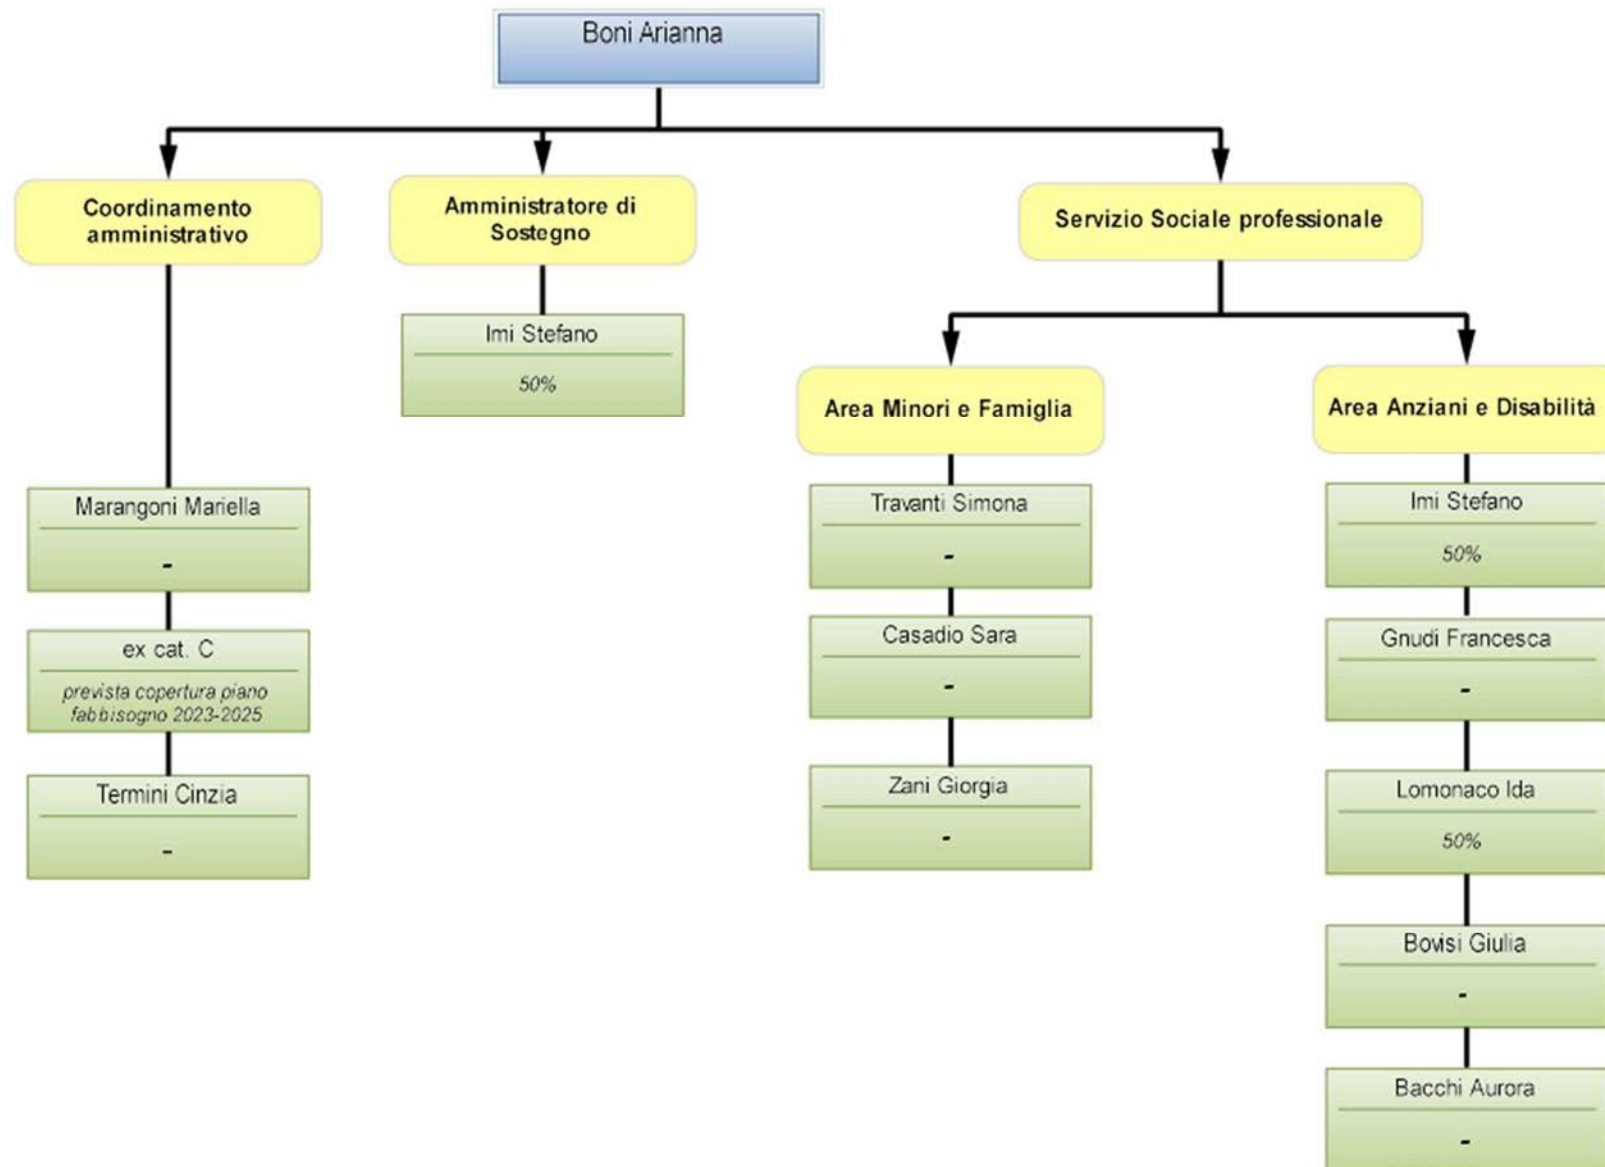 Boni Arianna
Coordinamento
amministrativo
Amministratore di
Sostegno
Imi Stefano
50%
Servizio Sociale professionale
Marangoni Mariella
-
ex cat. C
prevista copertura piano
fabbisogno 2023-2025
Termini Cinzia
-
Area Minori e Famiglia
Travanti Simona
-
Casadio Sara
-
Zani Giorgia
-
Area Anziani e Disabilità
Imi Stefano
50%
Gnudi Francesca
-
Lomonaco Ida
50%
Bovisi Giulia
-
Bacchi Aurora
-